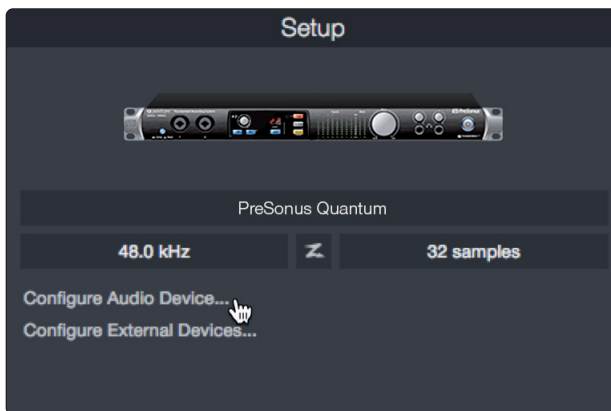 Setup
PreSonus Quantum
48.0 kHz
Z
32 samples
Configure Audio Device...
Configure External Devices...